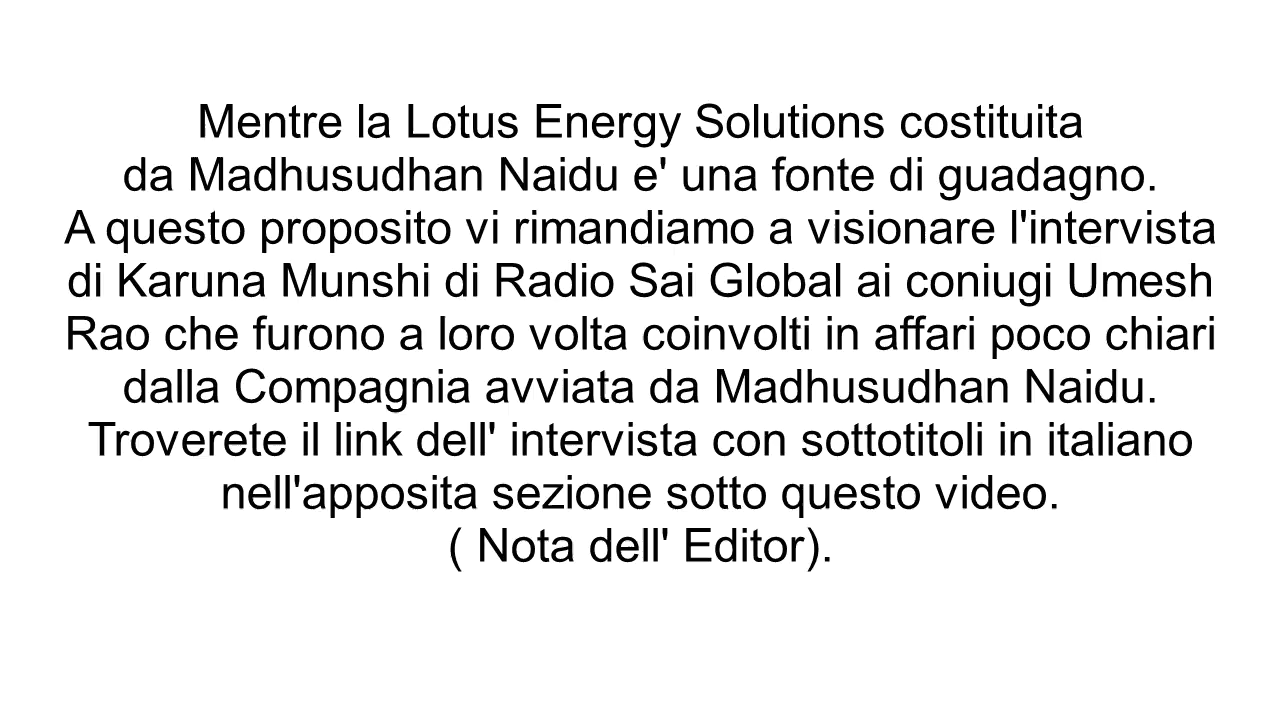 Mentre la Lotus Energy Solutions costituita
da Madhusudhan Naidu e' una fonte di guadagno.
A questo proposito vi rimandiamo a visionare l'intervista
di Karuna Munshi di Radio Sai Global ai coniugi Umesh
Rao che furono a loro volta coinvolti in affari poco chiari
dalla Compagnia avviata da Madhusudhan Naidu.
Troverete il link dell' intervista con sottotitoli in italiano
nell'apposita sezione sotto questo video.
( Nota dell' Editor).